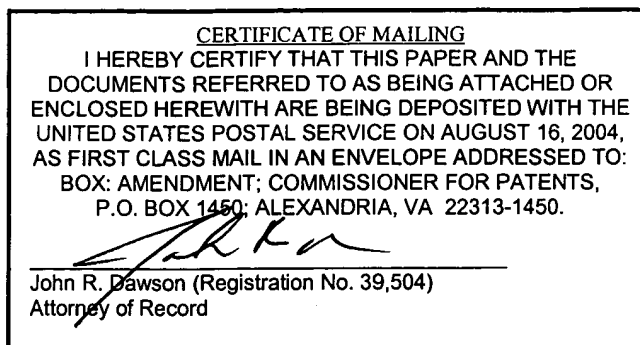 CERTIFICATE OF MAILING
I HEREBY CERTIFY THAT THIS PAPER AND THE
DOCUMENTS REFERRED TO AS BEING ATTACHED OR
ENCLOSED HEREWITH ARE BEING DEPOSITED WITH THE
UNITED STATES POSTAL SERVICE ON AUGUST 16, 2004,
AS FIRST CLASS MAIL IN AN ENVELOPE ADDRESSED TO:
BOX: AMENDMENT; COMMISSIONER FOR PATENTS,
P.O. BOX 1450; ALEXANDRIA, VA 22313-1450.
John R. Dawson (Registration No. 39,504)
Attorney of Record